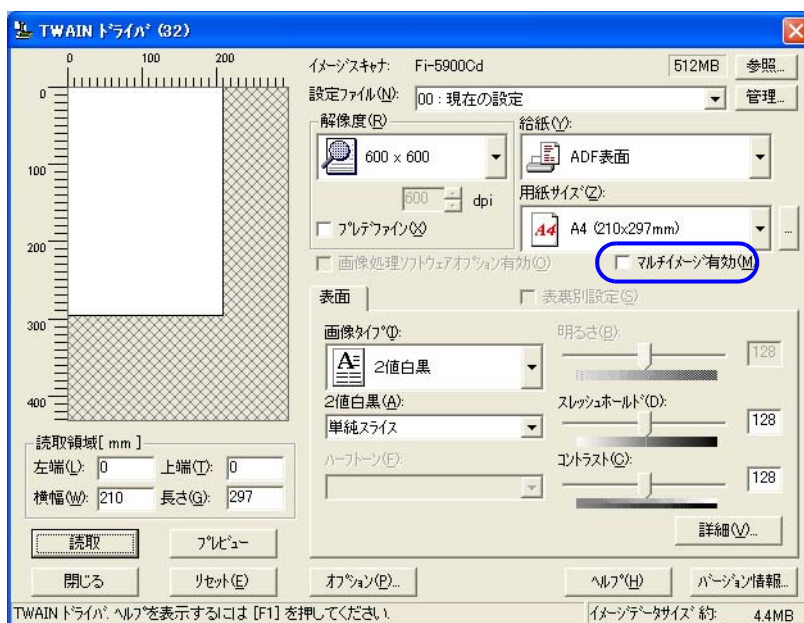 TWAIN ドライバ (32)
0 100 200
0
100
200
300
400
イメージスキャナ: Fi-5900Cd 512MB 参照...
設定ファイル(N): 00 : 現在の設定 管理...
解像度(R)
600 x 600
600 dpi
プレデファイン(X)
給紙(Y):
ADF表面
用紙サイズ(Z):
A4 A4 (210x297mm) ...
画像処理ソフトウェアオプション有効(O) マルチイメージ有効(M)
表面 表裏別設定(S)
画像タイプ(I):
2値白黒
2値白黒(A):
単純スライス
ハーフトーン(F):
明るさ(B):
128
スレッシュホールド(D):
128
コントラスト(C):
128
詳細(V)...
読取領域[ mm ]
左端(L): 0 上端(T): 0
横幅(W): 210 長さ(G): 297
読取 プレビュー
閉じる リセット(E) オプション(P)... ヘルプ(H) バージョン情報...
TWAIN ドライバ. ヘルプを表示するには [F1] を押してください. イメージデータサイズ 約: 4.4MB